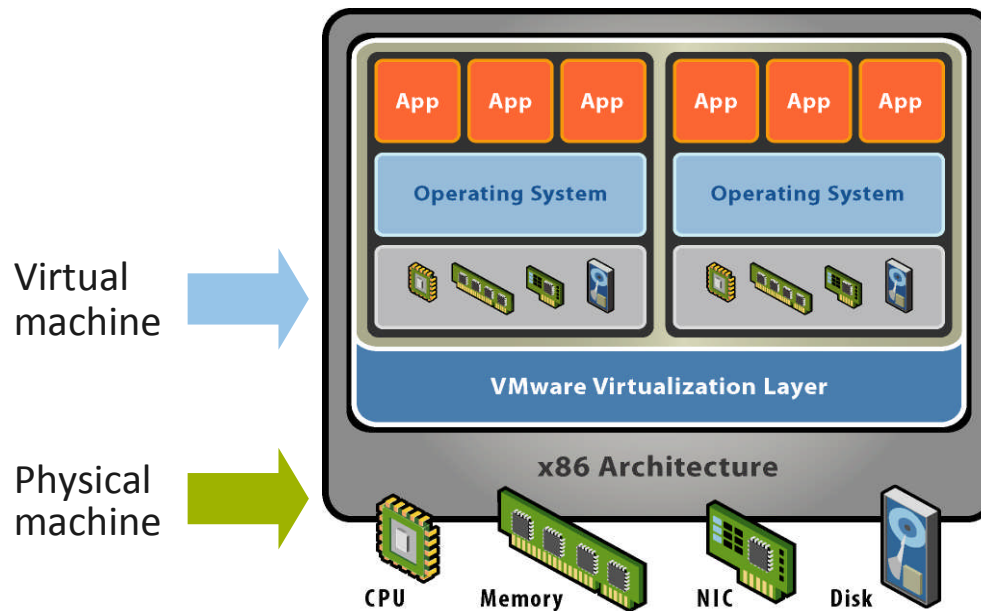 App App App App App App
Operating System Operating System
Virtual
machine
VMware Virtualization Layer
x86 Architecture
Physical
machine
CPU Memory NIC Disk